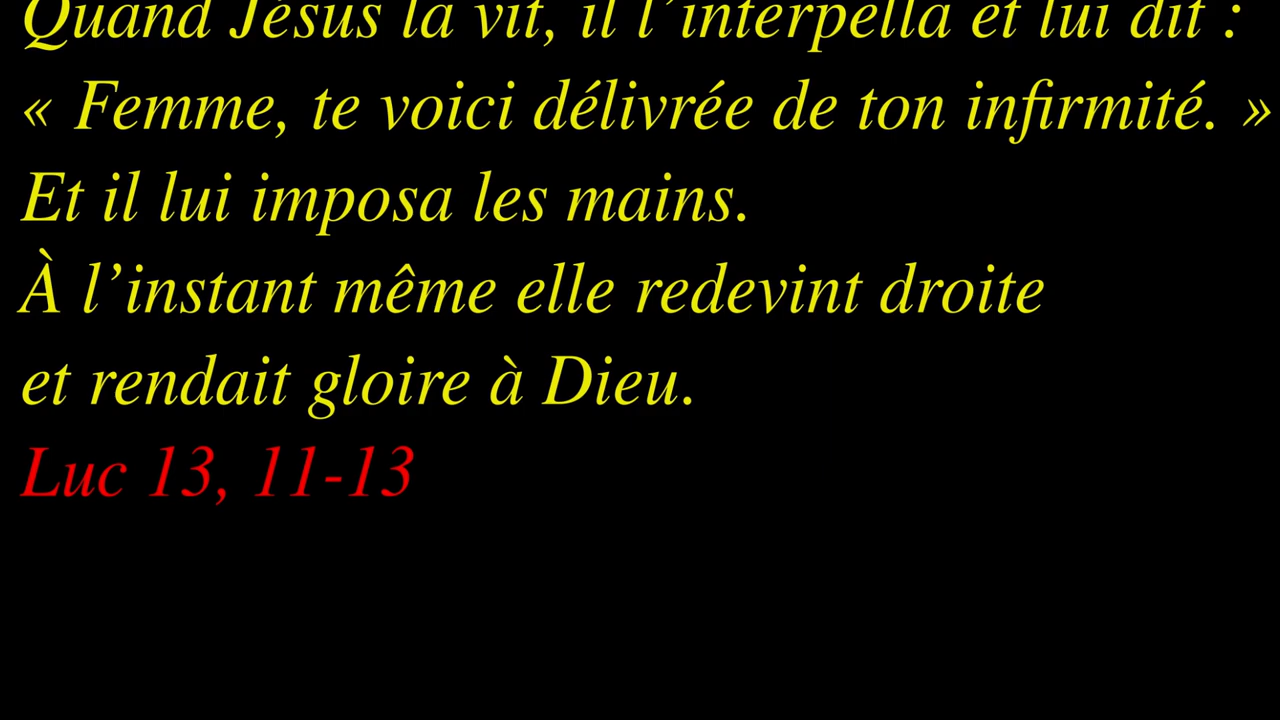 Quand Jésus la vit, il l’interpella et lui dit :
« Femme, te voici délivrée de ton infirmité. »
Et il lui imposa les mains.
À l’instant même elle redevint droite
et rendait gloire à Dieu.
Luc 13, 11-13